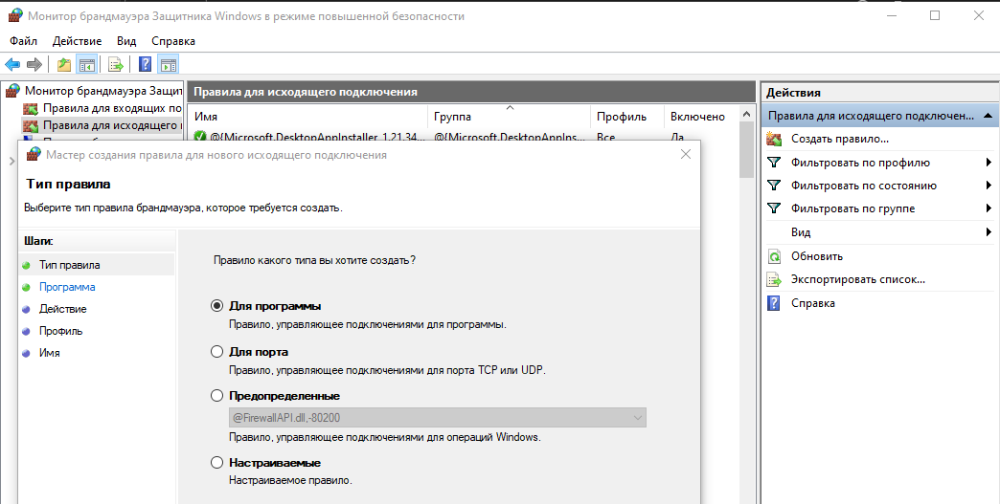 Монитор брандмауэра Защитника Windows в режиме повышенной безопасности
Файл Действие Вид Справка
Монитор брандмауэра Защит
Правила для входящих по
Правила для исходящего
Правила для исходящего подключения
Имя Группа Профиль Включено
@{Microsoft.DesktopAppInstaller_1.21.34... @{Microsoft.DesktopAppIns... Все Да
Действия
Правила для исходящего подключен...
Создать правило...
Фильтровать по профилю
Фильтровать по состоянию
Фильтровать по группе
Вид
Обновить
Экспортировать список...
Справка
Мастер создания правила для нового исходящего подключения
Тип правила
Выберите тип правила брандмауэра, которое требуется создать.
Шаги:
Тип правила
Программа
Действие
Профиль
Имя
Правило какого типа вы хотите создать?
Для программы
Правило, управляющее подключениями для программы.
Для порта
Правило, управляющее подключениями для порта TCP или UDP.
Предопределенные
@FirewallAPI.dll,-80200
Правило, управляющее подключениями для операций Windows.
Настраиваемые
Настраиваемое правило.